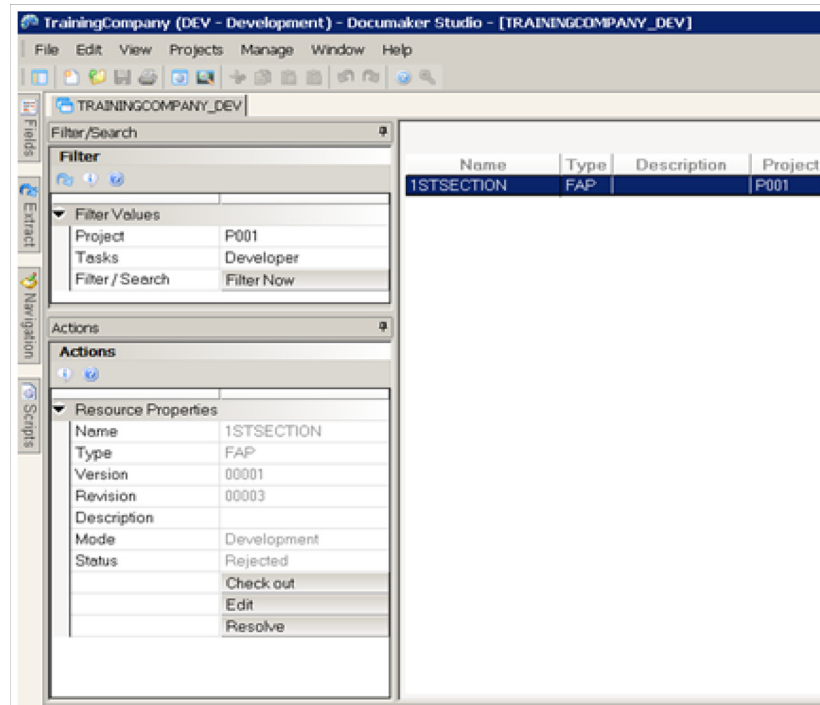 TrainingCompany (DEV - Development) - Documaker Studio - [TRAININGCOMPANY_DEV]
File Edit View Projects Manage Window Help
TRAININGCOMPANY_DEV
Fields
Extract
Navigation
Scripts
Filter/Search
Filter
Filter Values
Project P001
Tasks Developer
Filter / Search Filter Now
Actions
Actions
Resource Properties
Name 1STSECTION
Type FAP
Version 00001
Revision 00003
Description
Mode Development
Status Rejected
Check out
Edit
Resolve
Name Type Description Project
1STSECTION FAP P001